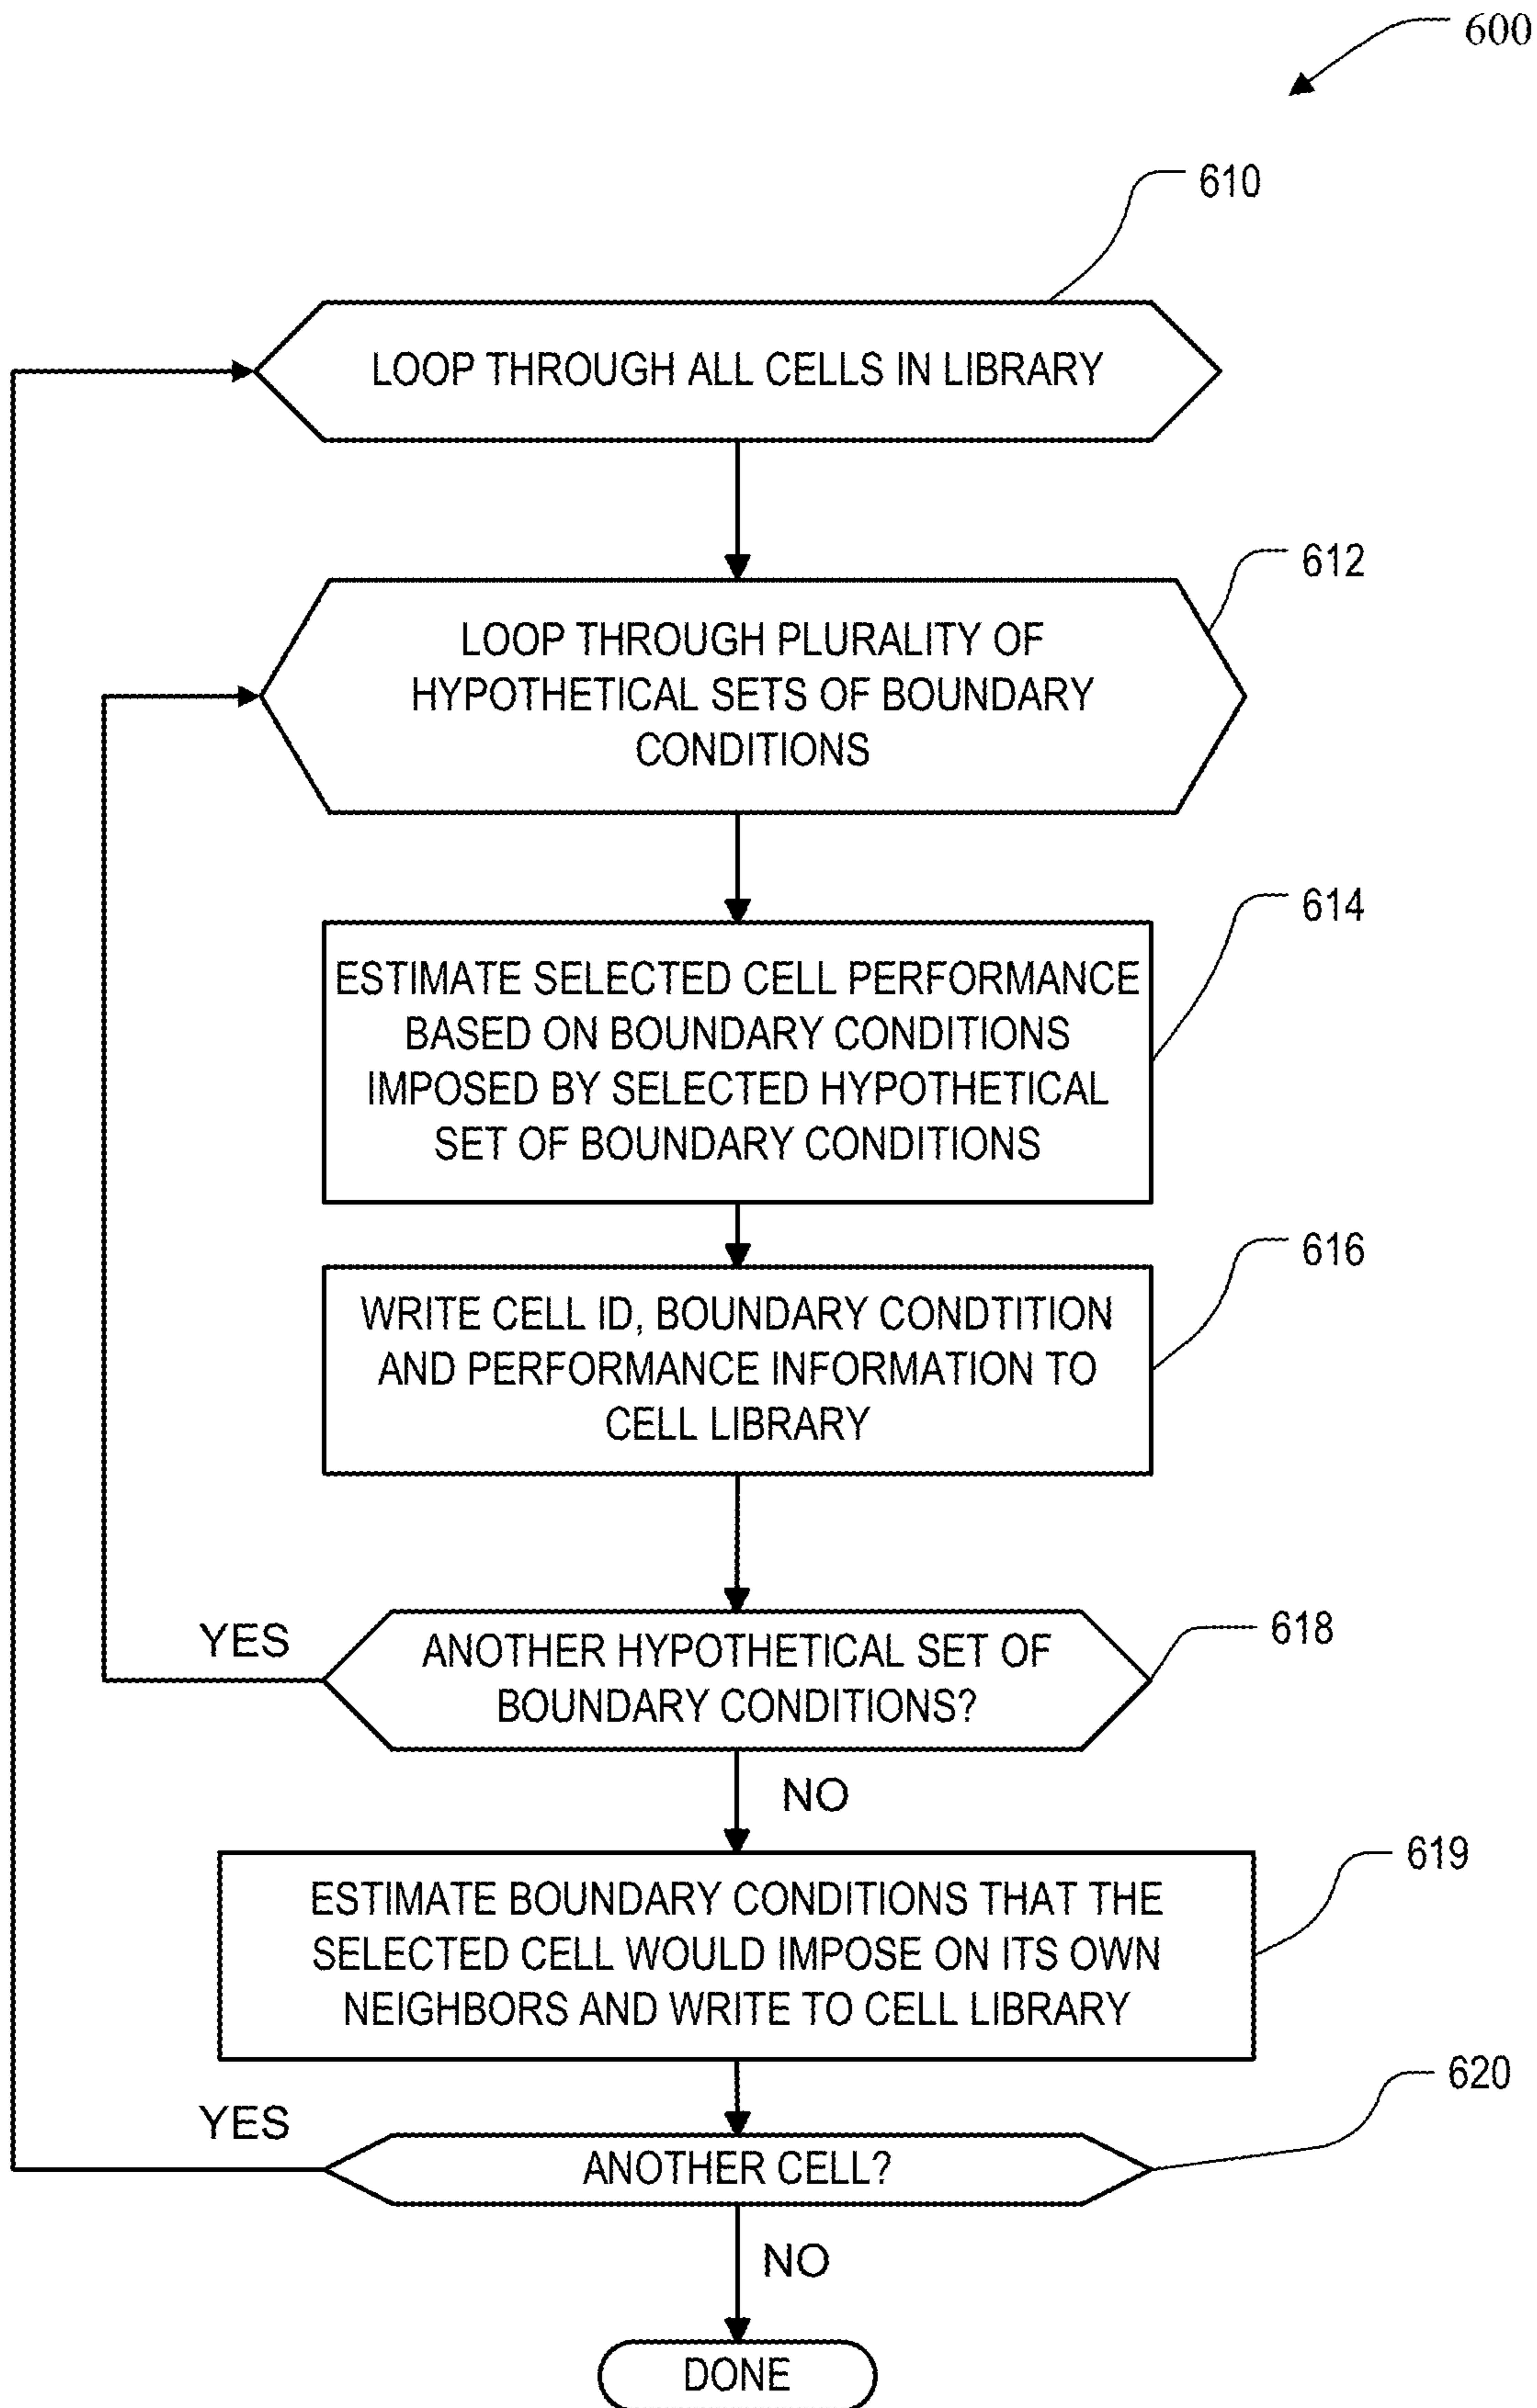 600
610
LOOP THROUGH ALL CELLS IN LIBRARY
612
LOOP THROUGH PLURALITY OF
HYPOTHETICAL SETS OF BOUNDARY
CONDITIONS
614
ESTIMATE SELECTED CELL PERFORMANCE
BASED ON BOUNDARY CONDITIONS
IMPOSED BY SELECTED HYPOTHETICAL
SET OF BOUNDARY CONDITIONS
616
WRITE CELL ID, BOUNDARY CONDTITION
AND PERFORMANCE INFORMATION TO
CELL LIBRARY
618
YES
ANOTHER HYPOTHETICAL SET OF
BOUNDARY CONDITIONS?
NO
619
ESTIMATE BOUNDARY CONDITIONS THAT THE
SELECTED CELL WOULD IMPOSE ON ITS OWN
NEIGHBORS AND WRITE TO CELL LIBRARY
620
YES
ANOTHER CELL?
NO
DONE